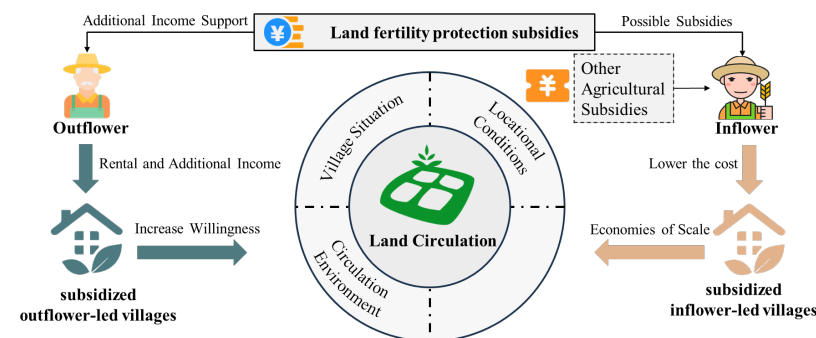 Additional Income Support
Land fertility protection subsidies
Possible Subsidies
¥
¥
Other
Agricultural
Subsidies
Outflower
Inflower
Village Situation
Locational
Conditions
Rental and Additional Income
Lower the cost
Land Circulation
Increase Willingness
Economies of Scale
Circulation
Environment
subsidized
outflower-led villages
subsidized
inflower-led villages